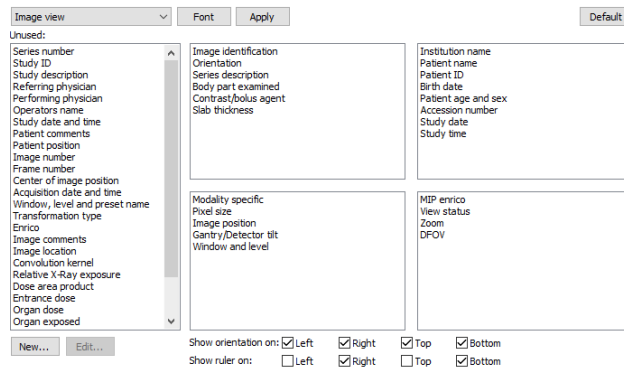 Image view Font Apply Default
Unused:
Series number
Study ID
Study description
Referring physician
Performing physician
Operators name
Study date and time
Patient comments
Patient position
Image number
Frame number
Center of image position
Acquisition date and time
Window, level and preset name
Transformation type
Enrico
Image comments
Image location
Convolution kernel
Relative X-Ray exposure
Dose area product
Entrance dose
Organ dose
Organ exposed
Image identification
Orientation
Series description
Body part examined
Contrast/bolus agent
Slab thickness
Institution name
Patient name
Patient ID
Birth date
Patient age and sex
Accession number
Study date
Study time
Modality specific
Pixel size
Image position
Gantry/Detector tilt
Window and level
MIP enrico
View status
Zoom
DFOV
New... Edit...
Show orientation on: Left Right Top Bottom
Show ruler on: Left Right Top Bottom